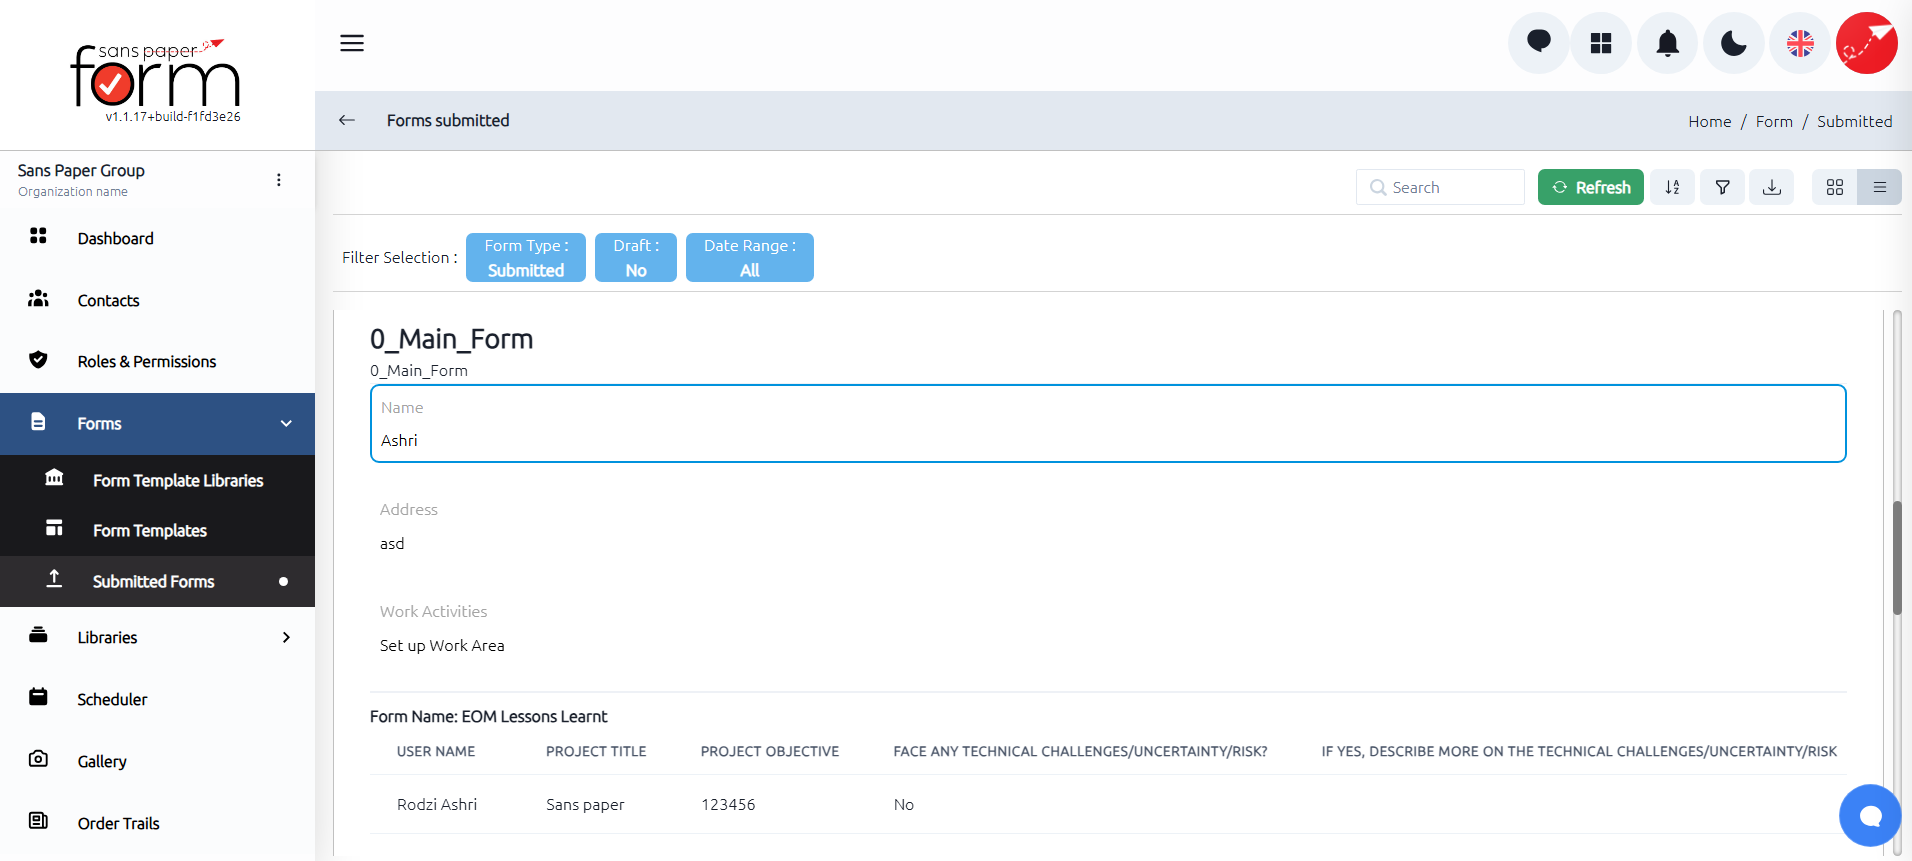 sans paper
form
v1.1.17+build-f1fd3e26
Sans Paper Group
Organization name
Dashboard
Contacts
Roles & Permissions
Forms
Form Template Libraries
Form Templates
Submitted Forms
Libraries
Scheduler
Gallery
Order Trails
Forms submitted
Home / Form / Submitted
Search
Refresh
Filter Selection :
Form Type :
Submitted
Draft :
No
Date Range :
All
0_Main_Form
0_Main_Form
Name
Ashri
Address
asd
Work Activities
Set up Work Area
Form Name: EOM Lessons Learnt
USER NAME PROJECT TITLE PROJECT OBJECTIVE FACE ANY TECHNICAL CHALLENGES/UNCERTAINTY/RISK? IF YES, DESCRIBE MORE ON THE TECHNICAL CHALLENGES/UNCERTAINTY/RISK
Rodzi Ashri Sans paper 123456 No